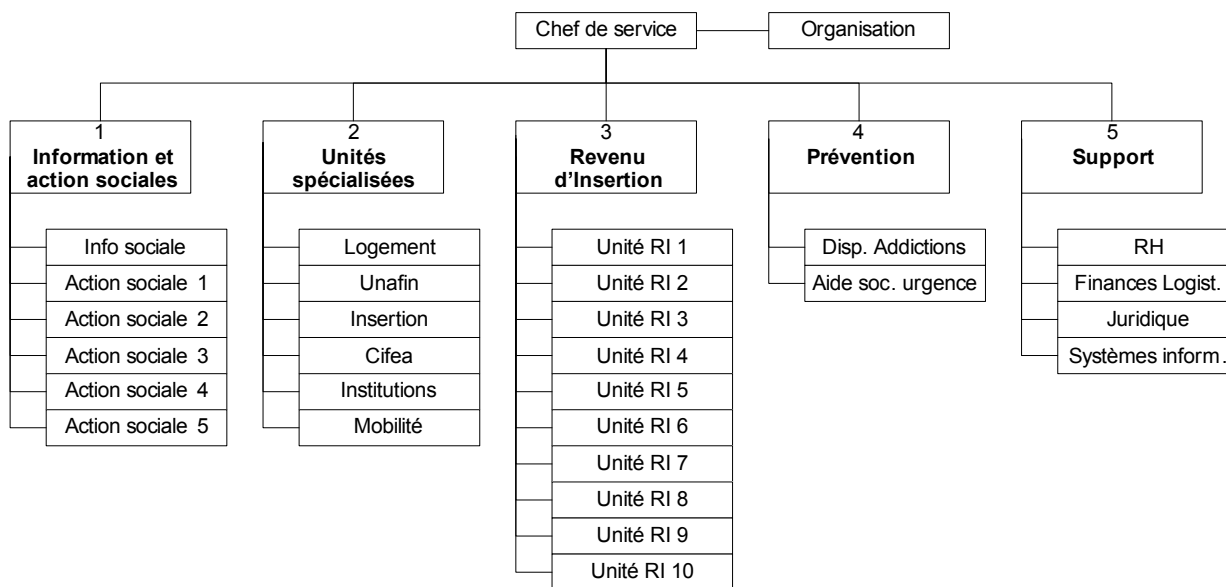 Chef de service
Organisation
1
Information et
action sociales
Info sociale
Action sociale 1
Action sociale 2
Action sociale 3
Action sociale 4
Action sociale 5
2
Unités
spécialisées
Logement
Unafin
Insertion
Cifea
Institutions
Mobilité
3
Revenu
d’Insertion
Unité RI 1
Unité RI 2
Unité RI 3
Unité RI 4
Unité RI 5
Unité RI 6
Unité RI 7
Unité RI 8
Unité RI 9
Unité RI 10
4
Prévention
Disp. Addictions
Aide soc. urgence
5
Support
RH
Finances Logist.
Juridique
Systèmes inform.